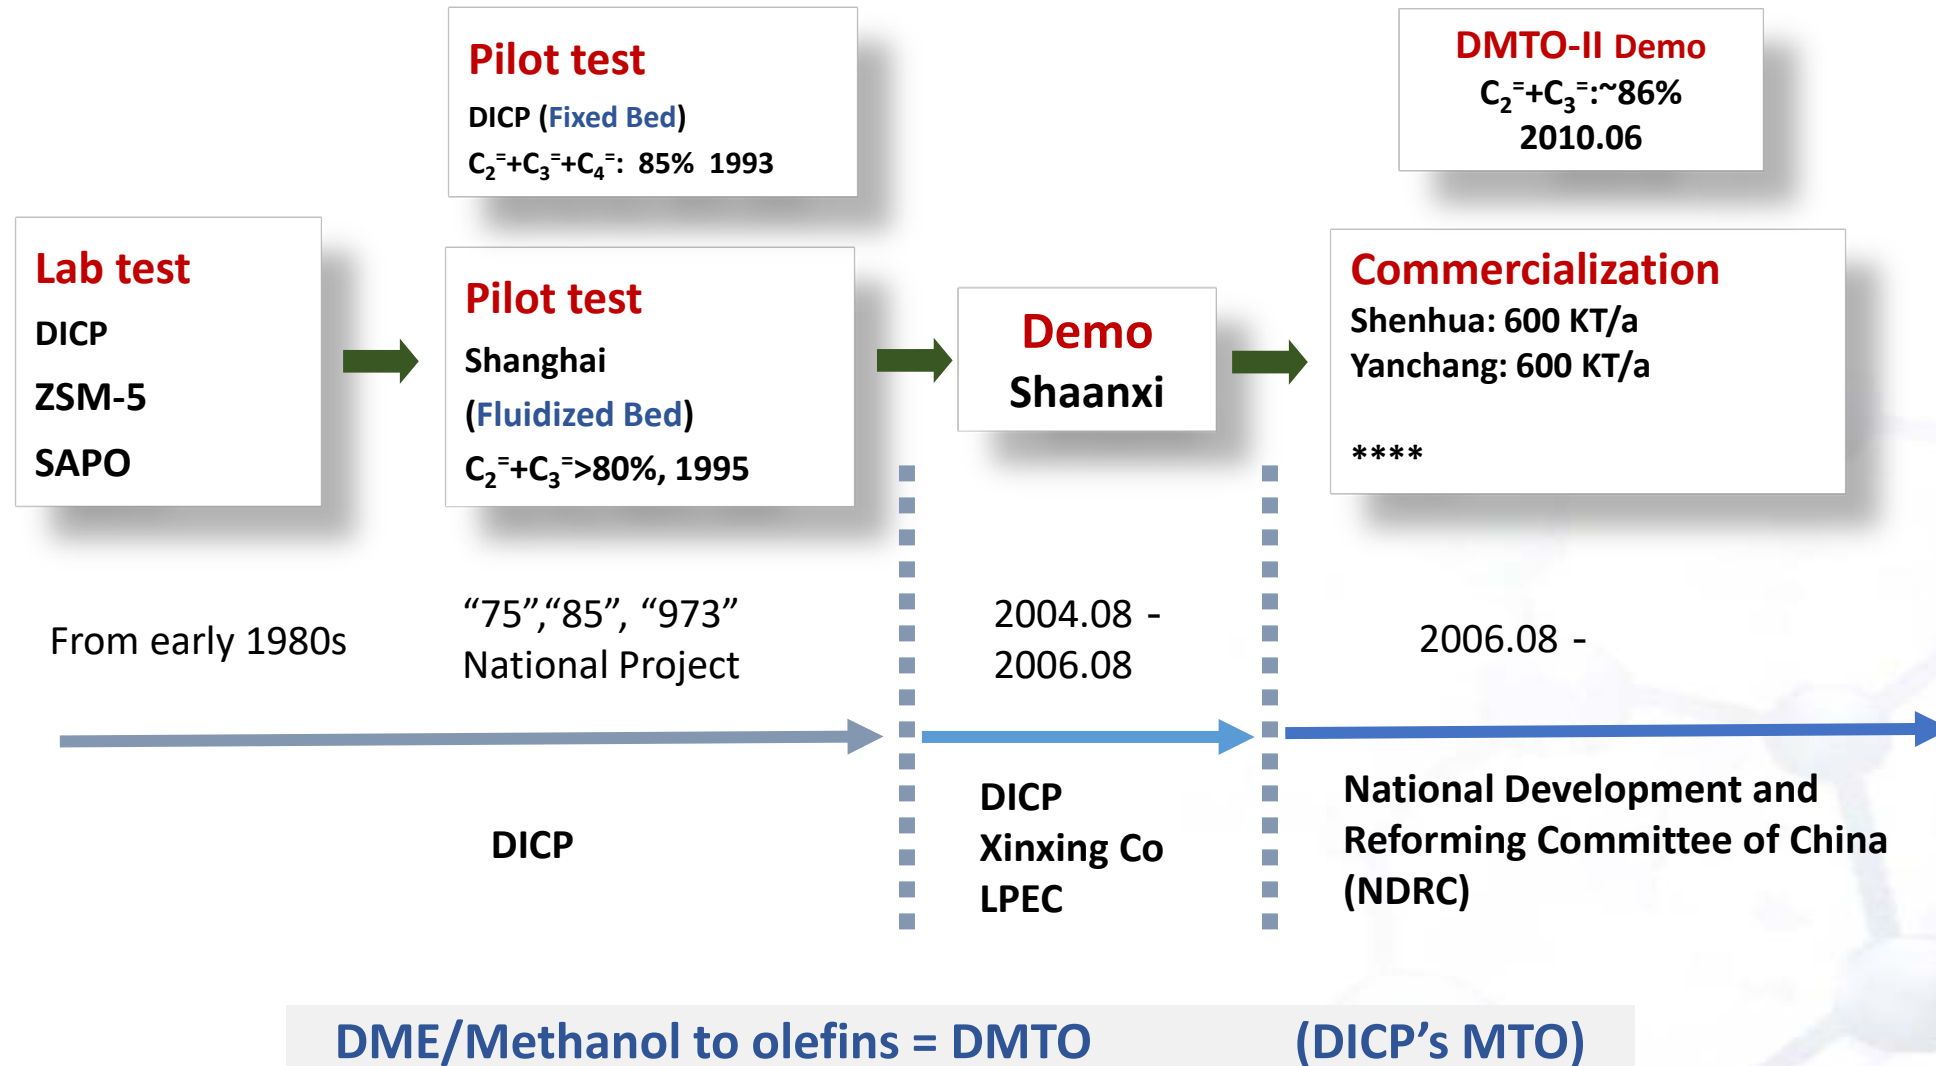 Pilot test
DICP (Fixed Bed)
C₂⁼+C₃⁼+C₄⁼: 85% 1993
DMTO-II Demo
C₂⁼+C₃⁼:~86%
2010.06
Lab test
DICP
ZSM-5
SAPO
Pilot test
Shanghai
(Fluidized Bed)
C₂⁼+C₃⁼>80%, 1995
Demo
Shaanxi
Commercialization
Shenhua: 600 KT/a
Yanchang: 600 KT/a
****
From early 1980s
“75”,“85”, “973”
National Project
2004.08 -
2006.08
2006.08 -
DICP
DICP
Xinxing Co
LPEC
National Development and
Reforming Committee of China
(NDRC)
DME/Methanol to olefins = DMTO (DICP’s MTO)